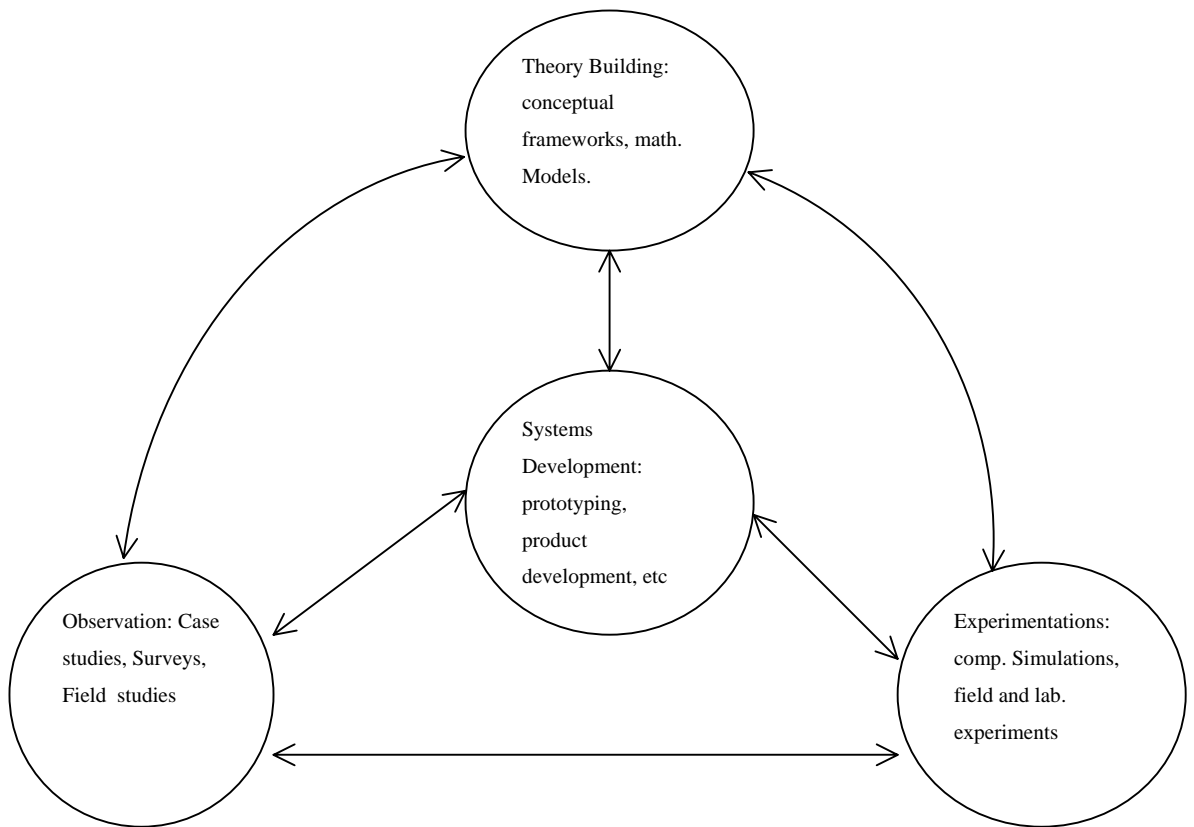 Theory Building:
conceptual
frameworks, math.
Models.
Systems
Development:
prototyping,
product
development, etc
Observation: Case
studies, Surveys,
Field  studies
Experimentations:
comp. Simulations,
field and lab.
experiments